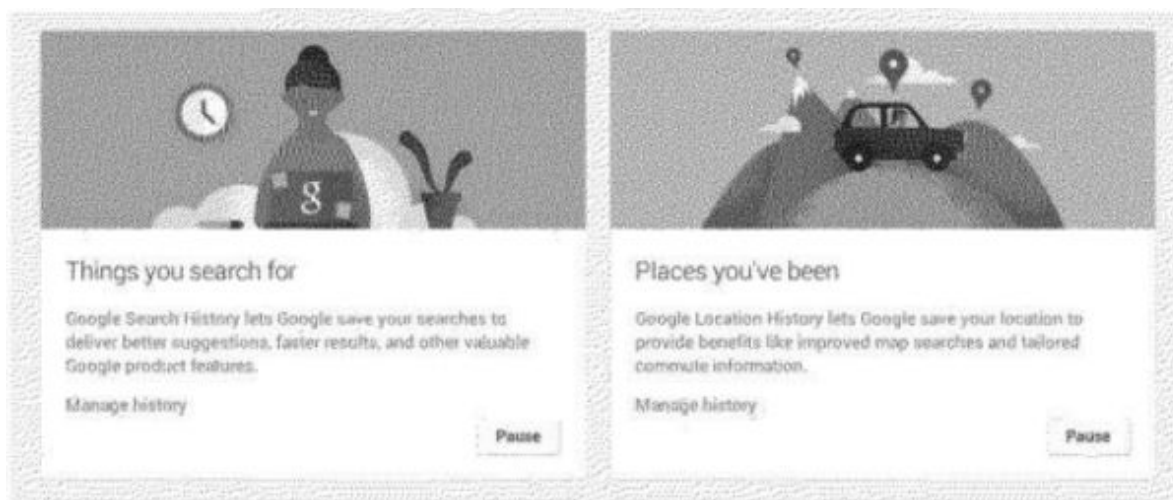 g
Things you search for
Google Search History lets Google save your searches to
deliver better suggestions, faster results, and other valuable
Google product features.
Manage history
Pause
Places you've been
Google Location History lets Google save your location to
provide benefits like improved map searches and tailored
commute information.
Manage history
Pause